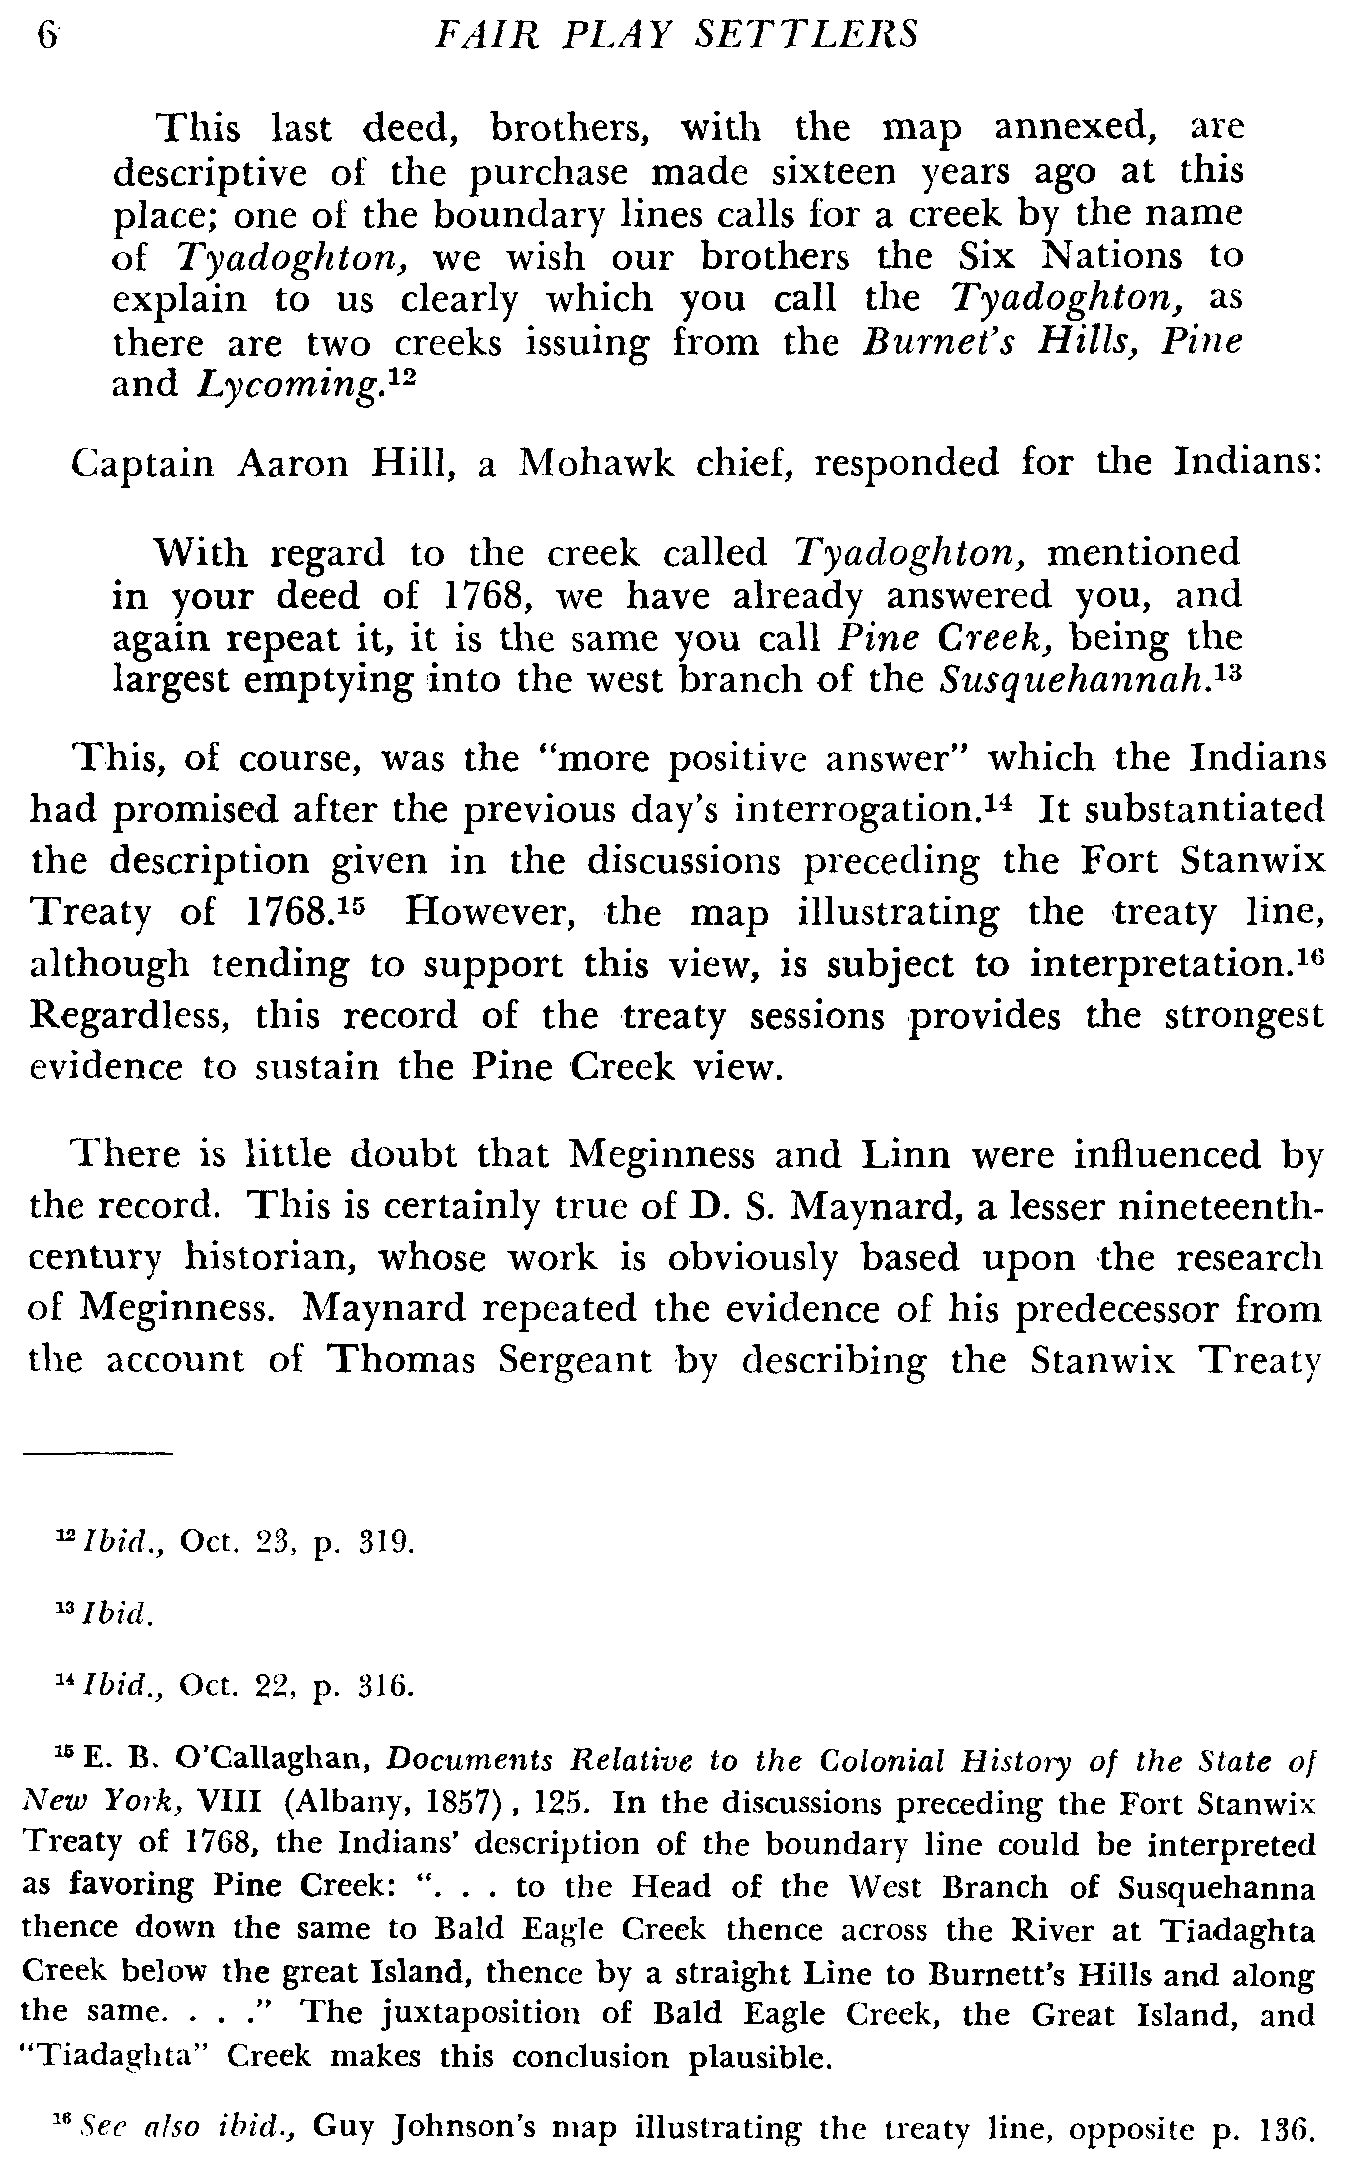 6 FAIR PLAY SETTLERS
This last deed, brothers, with the map annexed, are
descriptive of the purchase made sixteen years ago at this
place; one of the boundary lines calls for a creek by the name
of Tyadoghton, we wish our brothers the Six Nations to
explain to us clearly which you call the Tyadoghton, as
there are two creeks issuing from the Burnet's Hills, Pine
and Lycoming.¹²
Captain Aaron Hill, a Mohawk chief, responded for the Indians:
With regard to the creek called Tyadoghton, mentioned
in your deed of 1768, we have already answered you, and
again repeat it, it is the same you call Pine Creek, being the
largest emptying into the west branch of the Susquehannah.¹³
This, of course, was the "more positive answer" which the Indians
had promised after the previous day's interrogation.¹⁴ It substantiated
the description given in the discussions preceding the Fort Stanwix
Treaty of 1768.¹⁵ However, the map illustrating the treaty line,
although tending to support this view, is subject to interpretation.¹⁶
Regardless, this record of the treaty sessions provides the strongest
evidence to sustain the Pine Creek view.
There is little doubt that Meginness and Linn were influenced by
the record. This is certainly true of D. S. Maynard, a lesser nineteenth-
century historian, whose work is obviously based upon the research
of Meginness. Maynard repeated the evidence of his predecessor from
the account of Thomas Sergeant by describing the Stanwix Treaty
¹² Ibid., Oct. 23, p. 319.
¹³ Ibid.
¹⁴ Ibid., Oct. 22, p. 316.
¹⁵ E. B. O'Callaghan, Documents Relative to the Colonial History of the State of
New York, VIII (Albany, 1857), 125. In the discussions preceding the Fort Stanwix
Treaty of 1768, the Indians' description of the boundary line could be interpreted
as favoring Pine Creek: ". . . to the Head of the West Branch of Susquehanna
thence down the same to Bald Eagle Creek thence across the River at Tiadaghta
Creek below the great Island, thence by a straight Line to Burnett's Hills and along
the same. . . ." The juxtaposition of Bald Eagle Creek, the Great Island, and
"Tiadaghta" Creek makes this conclusion plausible.
¹⁶ See also ibid., Guy Johnson's map illustrating the treaty line, opposite p. 136.